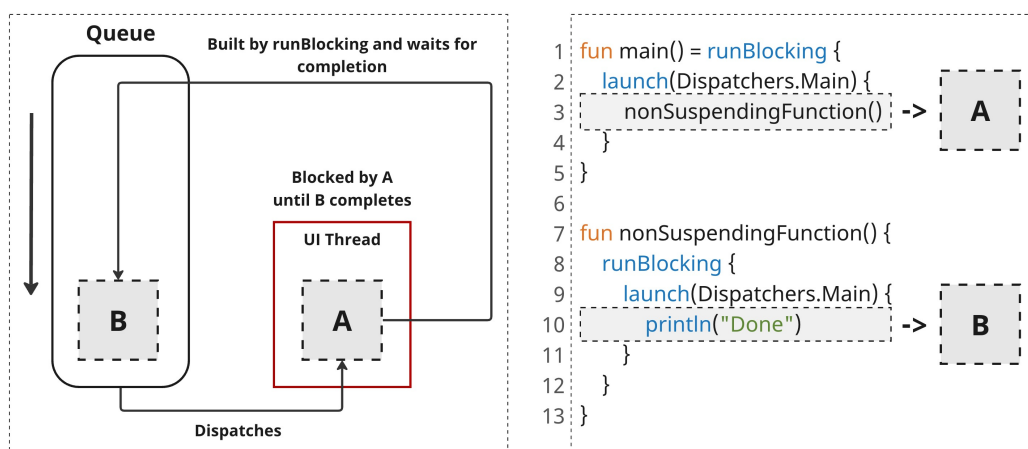 Queue
Built by runBlocking and waits for
completion
Blocked by A
until B completes
UI Thread
B
A
Dispatches
1 fun main() = runBlocking {
2 launch(Dispatchers.Main) {
3 nonSuspendingFunction() -> A
4 }
5 }
6
7 fun nonSuspendingFunction() {
8 runBlocking {
9 launch(Dispatchers.Main) {
10 println("Done") -> B
11 }
12 }
13 }